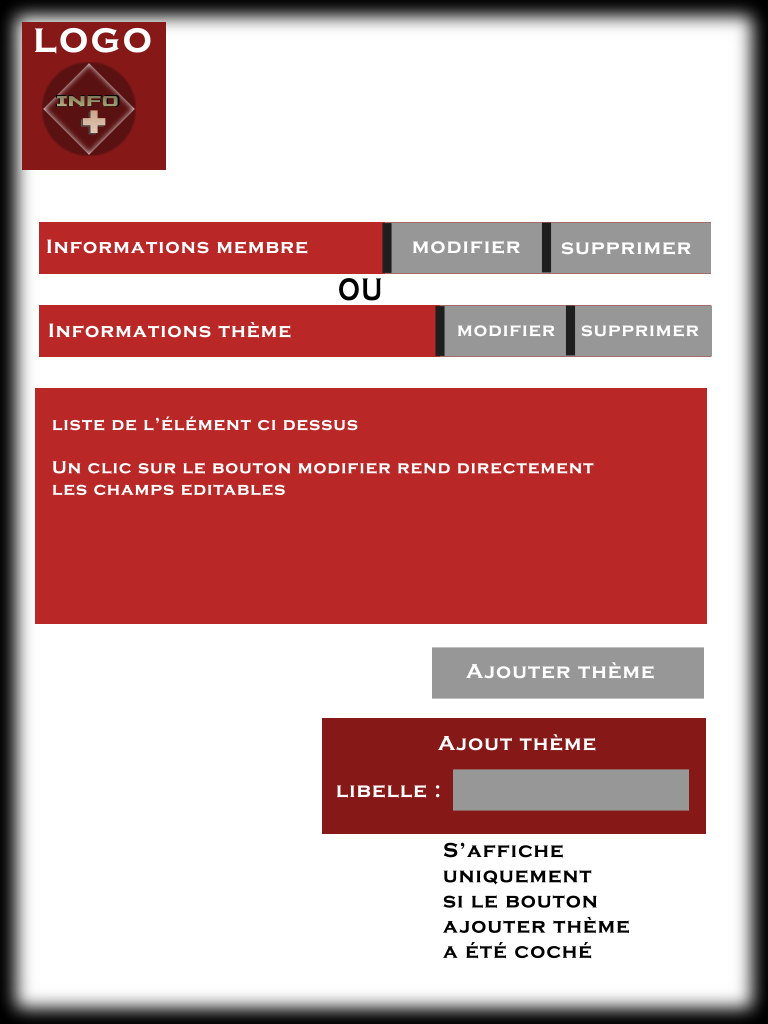 LOGO
INFO
INFORMATIONS MEMBRE MODIFIER SUPPRIMER
OU
INFORMATIONS THÈME MODIFIER SUPPRIMER
LISTE DE L'ÉLÉMENT CI DESSUS
UN CLIC SUR LE BOUTON MODIFIER REND DIRECTEMENT
LES CHAMPS EDITABLES
AJOUTER THÈME
AJOUT THÈME
LIBELLE :
S'AFFICHE
UNIQUEMENT
SI LE BOUTON
AJOUTER THÈME
A ÉTÉ COCHÉ